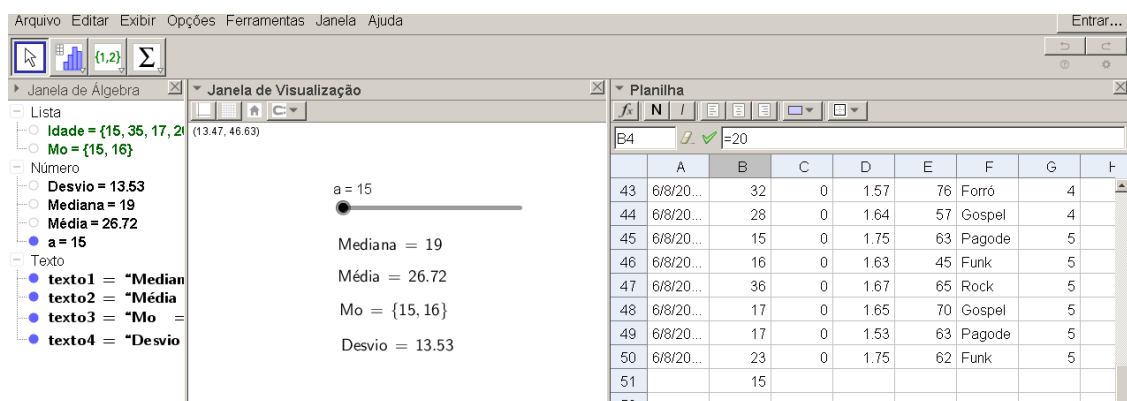 Arquivo Editar Exibir Opções Ferramentas Janela Ajuda
Entrar...
{1,2} Σ
Janela de Álgebra
Lista
Idade = {15, 35, 17, 20
Mo = {15, 16}
Número
Desvio = 13.53
Mediana = 19
Média = 26.72
a = 15
Texto
texto1 = "Median
texto2 = "Média
texto3 = "Mo =
texto4 = "Desvio
Janela de Visualização
(13.47, 46.63)
a = 15
Mediana = 19
Média = 26.72
Mo = {15, 16}
Desvio = 13.53
Planilha
fx N I
B4 =20
A B C D E F G H
43 6/8/20... 32 0 1.57 76 Forró 4
44 6/8/20... 28 0 1.64 57 Gospel 4
45 6/8/20... 15 0 1.75 63 Pagode 5
46 6/8/20... 16 0 1.63 45 Funk 5
47 6/8/20... 36 0 1.67 65 Rock 5
48 6/8/20... 17 0 1.65 70 Gospel 5
49 6/8/20... 17 0 1.53 63 Pagode 5
50 6/8/20... 23 0 1.75 62 Funk 5
51 15